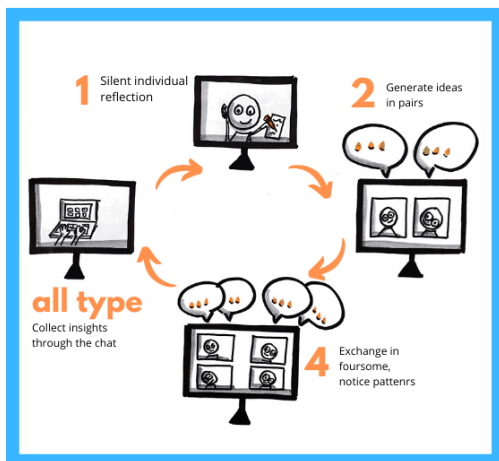 1
Silent individual
reflection
2
Generate ideas
in pairs
4
Exchange in
foursome,
notice pattenrs
all type
Collect insights
through the chat